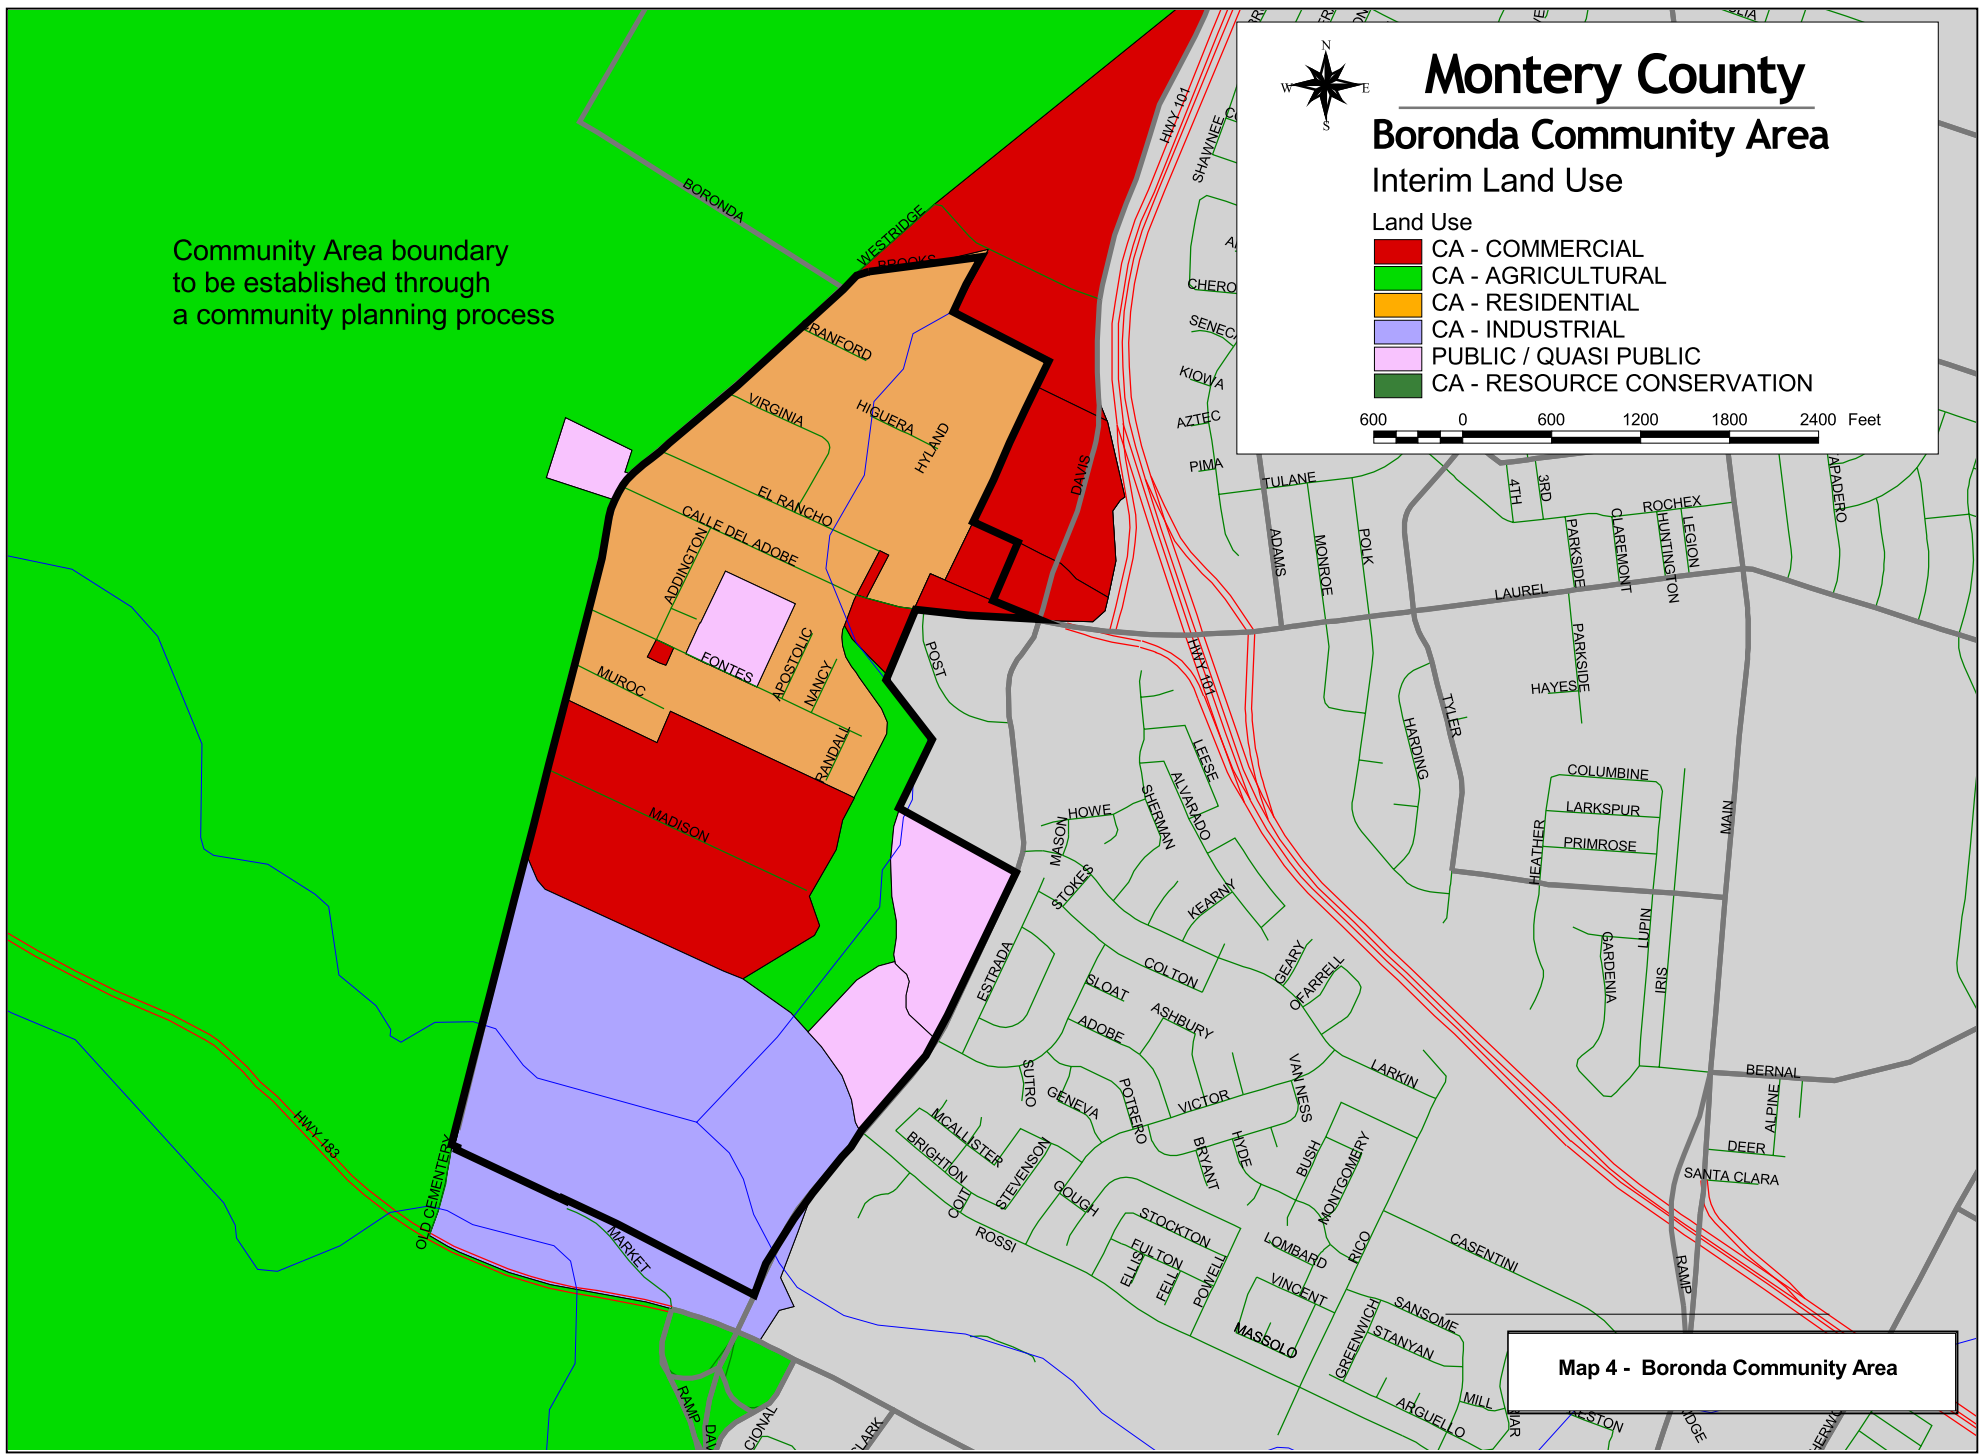 N
W
E
S
Montery County
Boronda Community Area
Interim Land Use
Land Use
CA - COMMERCIAL
CA - AGRICULTURAL
CA - RESIDENTIAL
CA - INDUSTRIAL
PUBLIC / QUASI PUBLIC
CA - RESOURCE CONSERVATION
600 0 600 1200 1800 2400 Feet
Community Area boundary
to be established through
a community planning process
BORONDA
WESTRIDGE
BROOKS
HWY 101
SHAWNEE
CRANFORD
VIRGINIA
HIGUERA
HYLAND
EL RANCHO
CALLE DEL ADOBE
ADDINGTON
DAVIS
FONTES
APOSTOLIC
NANCY
MUROC
RANDALL
MADISON
POST
KIOWA
AZTEC
PIMA
TULANE
ADAMS
MONROE
POLK
4TH
3RD
ROCHEX
PARKSIDE
CLAREMONT
HUNTINGTON
LEGION
LAUREL
PARKSIDE
HAYES
HWY 101
TYLER
HARDING
COLUMBINE
LARKSPUR
PRIMROSE
HEATHER
MAIN
LUPIN
GARDENIA
IRIS
LEESE
ALVARADO
SHERMAN
HOWE
MASON
STOKES
KEARNY
ESTRADA
COLTON
GEARY
OFARRELL
SLOAT
ADOBE
ASHBURY
SUTRO
GENEVA
POTRERO
VICTOR
VAN NESS
LARKIN
BERNAL
ALPINE
DEER
SANTA CLARA
MCALLISTER
BRIGHTON
STEVENSON
COIT
GOUGH
ROSSI
BRYANT
HYDE
BUSH
MONTGOMERY
STOCKTON
FULTON
ELLIS
FELL
POWELL
LOMBARD
VINCENT
RICO
MASSOLO
CASENTINI
SANSOME
GREENWICH
STANYAN
ARGUELLO
MILL
RAMP
HWY 183
OLD CEMENTERY
MARKET
RAMP
Map 4 - Boronda Community Area